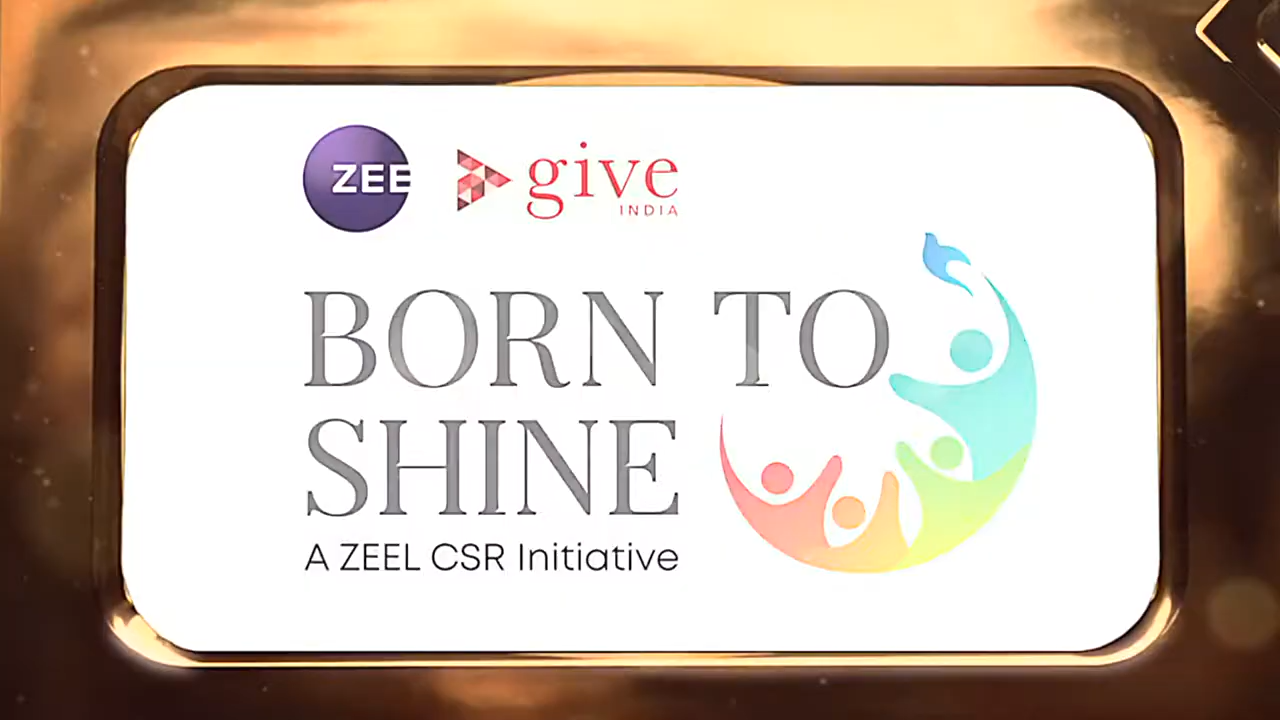 ZEE
give
INDIA
BORN TO
SHINE
A ZEEL CSR Initiative